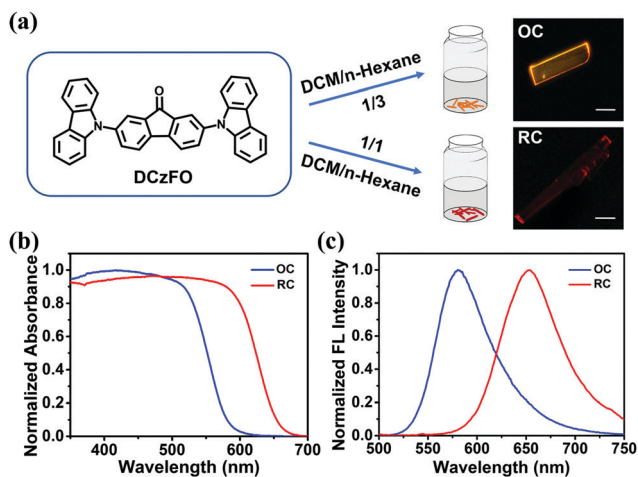 (a)
DCM/n-Hexane
1/3
OC
O
N
N
DCzFO
1/1
DCM/n-Hexane
RC
(b)
Normalized Absorbance
1.0
0.8
0.6
0.4
0.2
0.0
OC
RC
400 500 600 700
Wavelength (nm)
(c)
Normalized FL Intensity
1.0
0.8
0.6
0.4
0.2
0.0
OC
RC
500 550 600 650 700 750
Wavelength (nm)